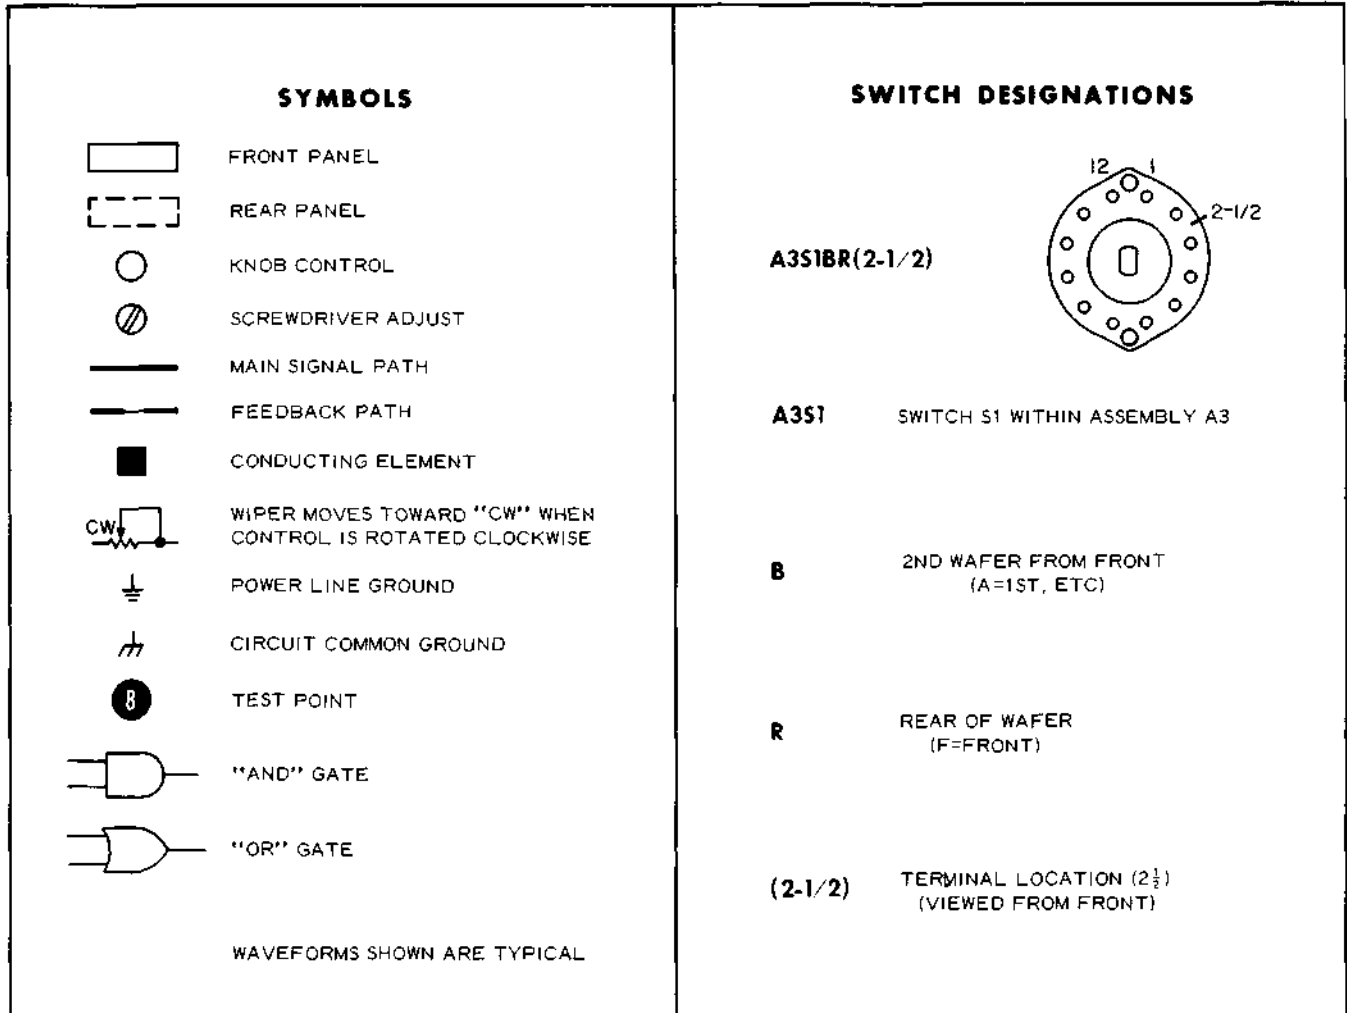 SYMBOLS
FRONT PANEL
REAR PANEL
KNOB CONTROL
SCREWDRIVER ADJUST
MAIN SIGNAL PATH
FEEDBACK PATH
CONDUCTING ELEMENT
CW
WIPER MOVES TOWARD "CW" WHEN
CONTROL IS ROTATED CLOCKWISE
POWER LINE GROUND
CIRCUIT COMMON GROUND
8
TEST POINT
"AND" GATE
"OR" GATE
WAVEFORMS SHOWN ARE TYPICAL
SWITCH DESIGNATIONS
12 1
2-1/2
A3S1BR(2-1/2)
A3S1 SWITCH S1 WITHIN ASSEMBLY A3
B 2ND WAFER FROM FRONT
(A=1ST, ETC)
R REAR OF WAFER
(F=FRONT)
(2-1/2) TERMINAL LOCATION (2½)
(VIEWED FROM FRONT)